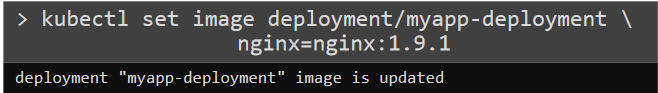 > kubectl set image deployment/myapp-deployment \
nginx=nginx:1.9.1
deployment "myapp-deployment" image is updated